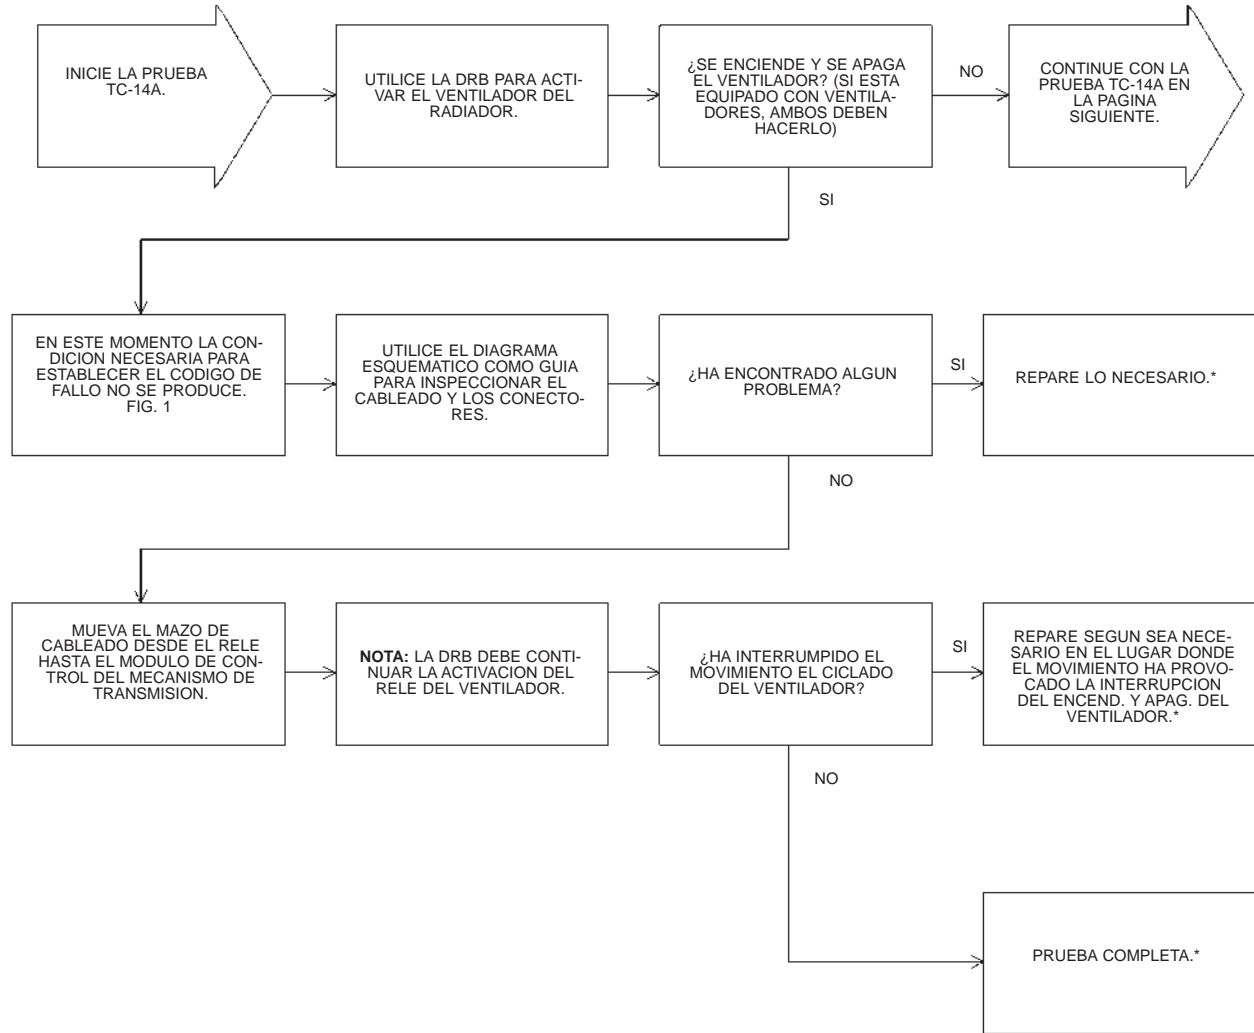 INICIE LA PRUEBA
TC-14A.
UTILICE LA DRB PARA ACTI-
VAR EL VENTILADOR DEL
RADIADOR.
¿SE ENCIENDE Y SE APAGA
EL VENTILADOR? (SI ESTA
EQUIPADO CON VENTILA-
DORES, AMBOS DEBEN
HACERLO)
NO
CONTINUE CON LA
PRUEBA TC-14A EN
LA PAGINA
SIGUIENTE.
SI
EN ESTE MOMENTO LA CON-
DICION NECESARIA PARA
ESTABLECER EL CODIGO DE
FALLO NO SE PRODUCE.
FIG. 1
UTILICE EL DIAGRAMA
ESQUEMATICO COMO GUIA
PARA INSPECCIONAR EL
CABLEADO Y LOS CONECTO-
RES.
¿HA ENCONTRADO ALGUN
PROBLEMA?
SI
REPARE LO NECESARIO.*
NO
MUEVA EL MAZO DE
CABLEADO DESDE EL RELE
HASTA EL MODULO DE CON-
TROL DEL MECANISMO DE
TRANSMISION.
NOTA: LA DRB DEBE CONTI-
NUAR LA ACTIVACION DEL
RELE DEL VENTILADOR.
¿HA INTERRUMPIDO EL
MOVIMIENTO EL CICLADO
DEL VENTILADOR?
SI
REPARE SEGUN SEA NECE-
SARIO EN EL LUGAR DONDE
EL MOVIMIENTO HA PROVO-
CADO LA INTERRUPCION
DEL ENCEND. Y APAG. DEL
VENTILADOR.*
NO
PRUEBA COMPLETA.*